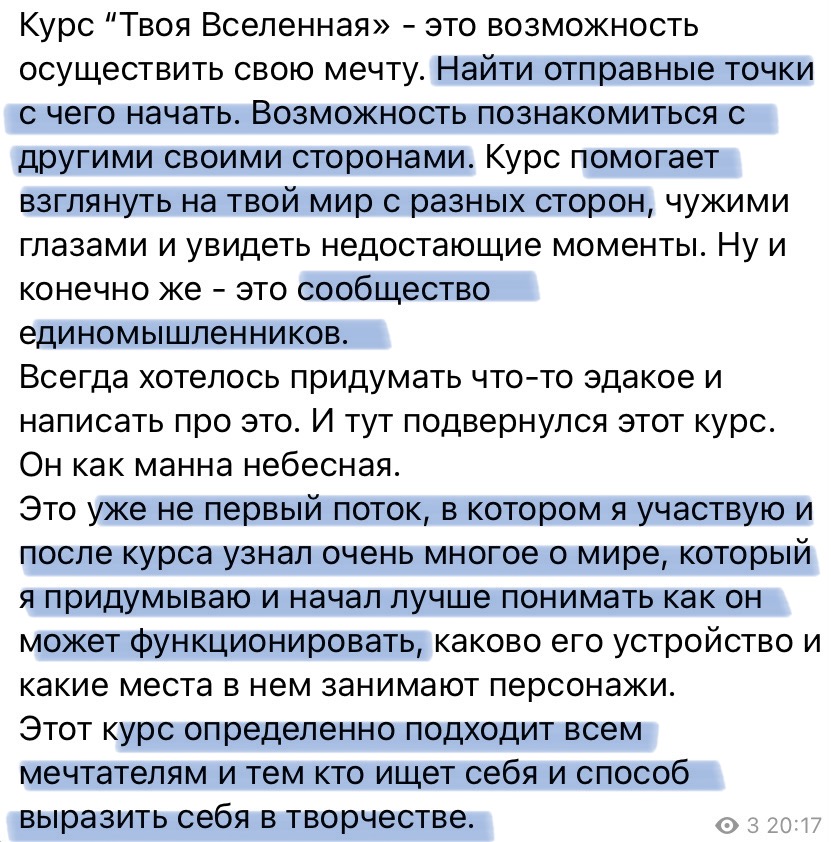 Курс “Твоя Вселенная» - это возможность
осуществить свою мечту. Найти отправные точки
с чего начать. Возможность познакомиться с
другими своими сторонами. Курс помогает
взглянуть на твой мир с разных сторон, чужими
глазами и увидеть недостающие моменты. Ну и
конечно же - это сообщество
единомышленников.
Всегда хотелось придумать что-то эдакое и
написать про это. И тут подвернулся этот курс.
Он как манна небесная.
Это уже не первый поток, в котором я участвую и
после курса узнал очень многое о мире, который
я придумываю и начал лучше понимать как он
может функционировать, каково его устройство и
какие места в нем занимают персонажи.
Этот курс определенно подходит всем
мечтателям и тем кто ищет себя и способ
выразить себя в творчестве.
3 20:17